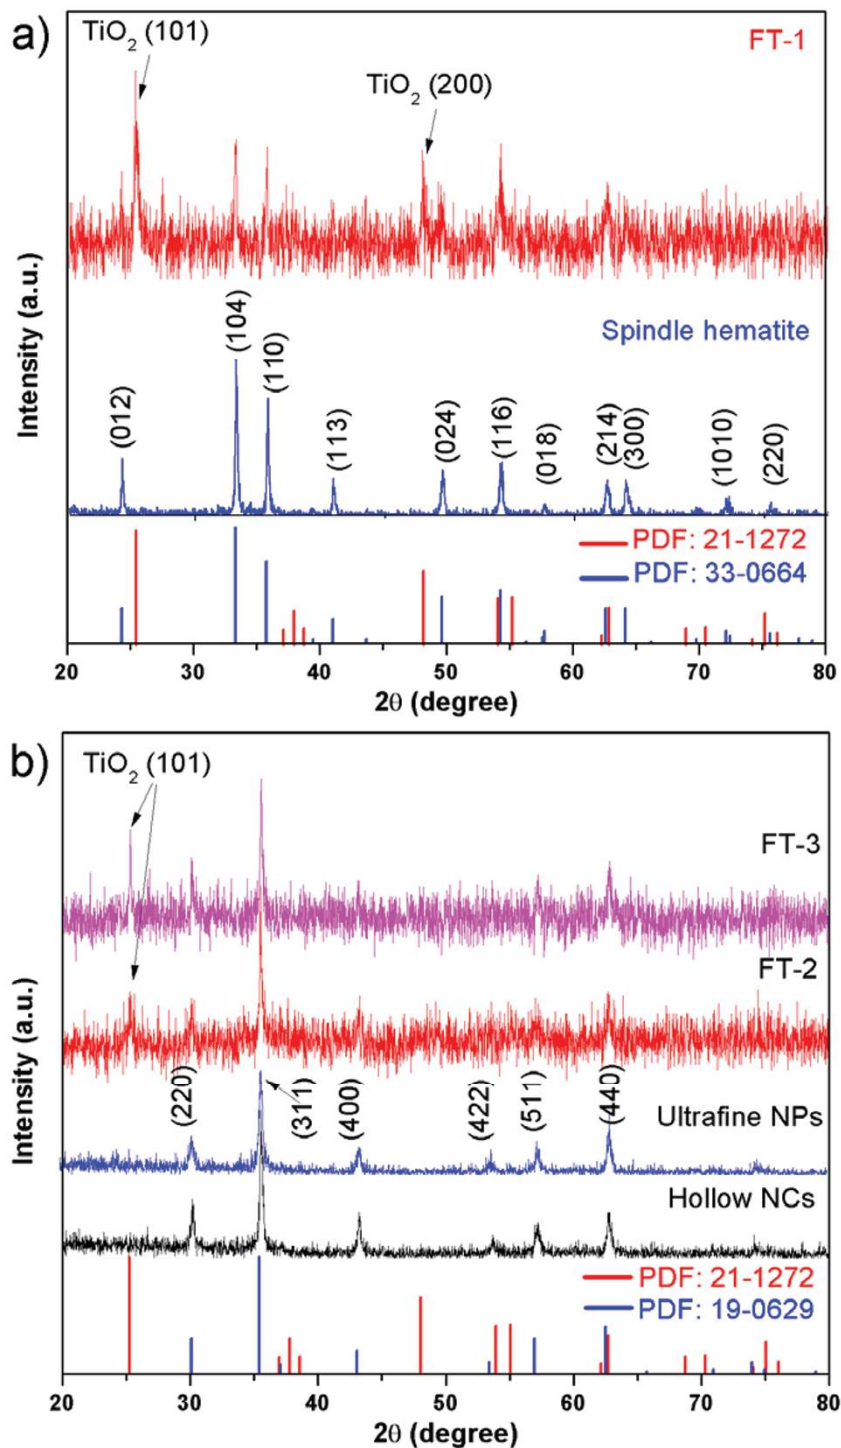 a)
TiO2 (101)
FT-1
TiO2 (200)
Intensity (a.u.)
Spindle hematite
(012)
(104)
(110)
(113)
(024)
(116)
(018)
(214)
(300)
(1010)
(220)
PDF: 21-1272
PDF: 33-0664
20 30 40 50 60 70 80
2θ (degree)
b)
TiO2 (101)
FT-3
FT-2
Intensity (a.u.)
(220)
(311)
(400)
(422)
(511)
(440)
Ultrafine NPs
Hollow NCs
PDF: 21-1272
PDF: 19-0629
20 30 40 50 60 70 80
2θ (degree)